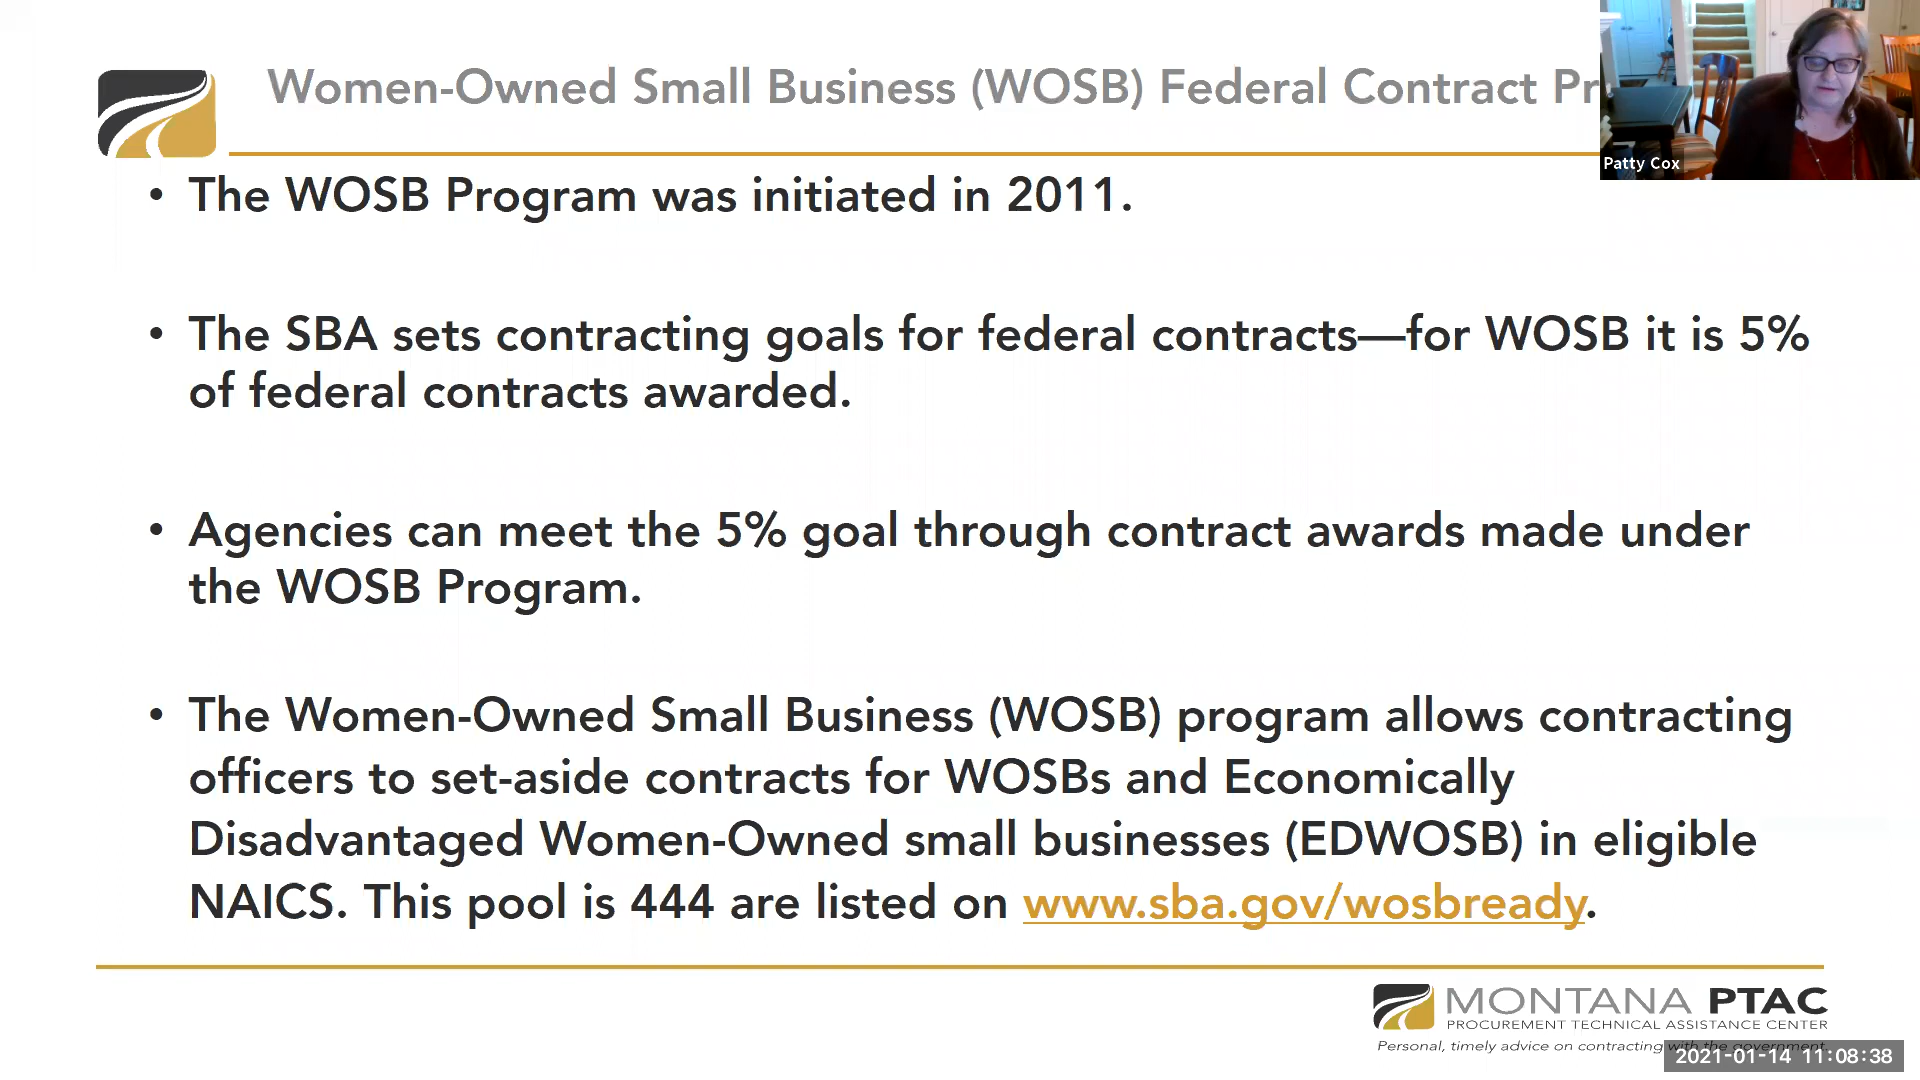 Women-Owned Small Business (WOSB) Federal Contract Pr
Patty Cox
• The WOSB Program was initiated in 2011.
• The SBA sets contracting goals for federal contracts—for WOSB it is 5%
of federal contracts awarded.
• Agencies can meet the 5% goal through contract awards made under
the WOSB Program.
• The Women-Owned Small Business (WOSB) program allows contracting
officers to set-aside contracts for WOSBs and Economically
Disadvantaged Women-Owned small businesses (EDWOSB) in eligible
NAICS. This pool is 444 are listed on www.sba.gov/wosbready.
MONTANA PTAC
PROCUREMENT TECHNICAL ASSISTANCE CENTER
Personal, timely advice on contracting with the government.
2021-01-14 11:08:38